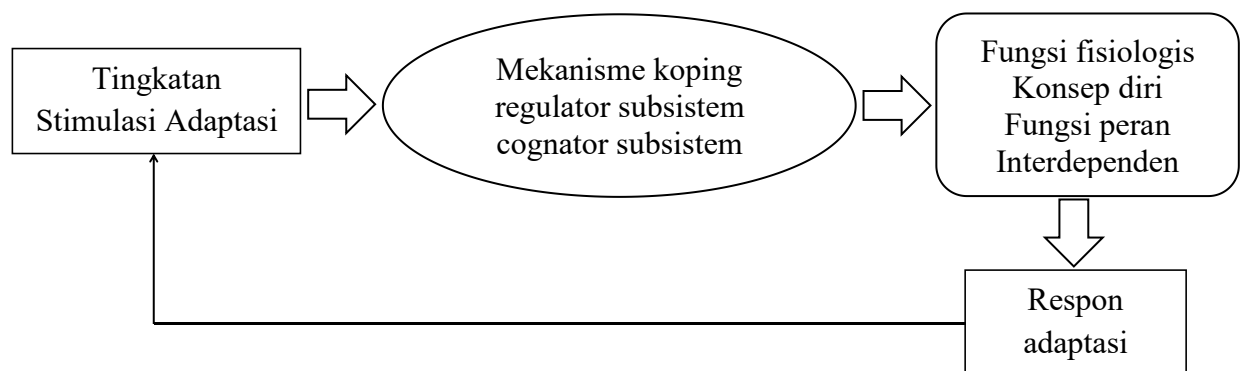 Tingkatan
Stimulasi Adaptasi
Mekanisme koping
regulator subsistem
cognator subsistem
Fungsi fisiologis
Konsep diri
Fungsi peran
Interdependen
Respon
adaptasi